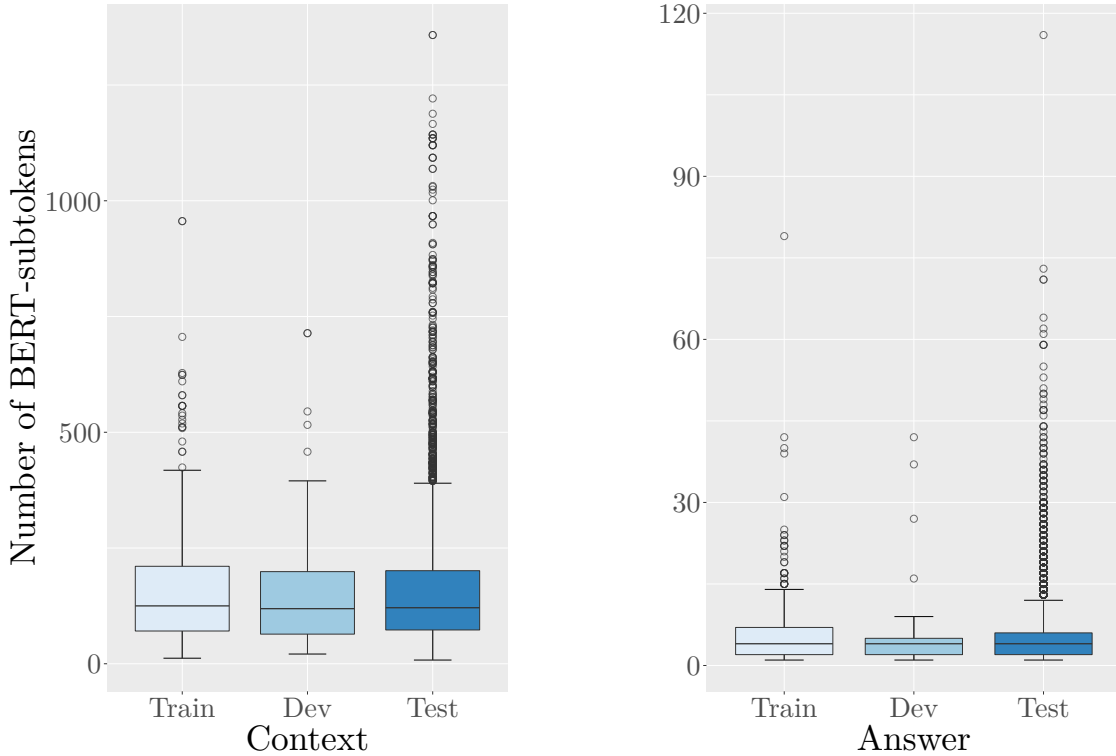 Number of BERT-subtokens
1000
500
0
Train Dev Test
Context
120
90
60
30
0
Train Dev Test
Answer